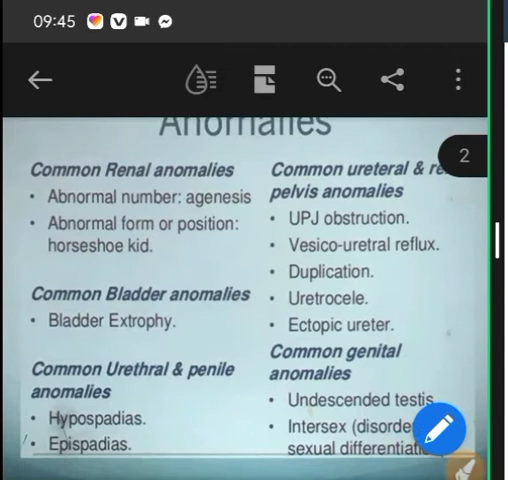 09:45
2
Anomalies
Common Renal anomalies
• Abnormal number: agenesis
• Abnormal form or position:
horseshoe kid.
Common Bladder anomalies
• Bladder Extrophy.
Common Urethral & penile
anomalies
• Hypospadias.
• Epispadias.
Common ureteral &
pelvis anomalies
• UPJ obstruction.
• Vesico-uretral reflux.
• Duplication.
• Uretrocele.
• Ectopic ureter.
Common genital
anomalies
• Undescended testis
• Intersex
sexual